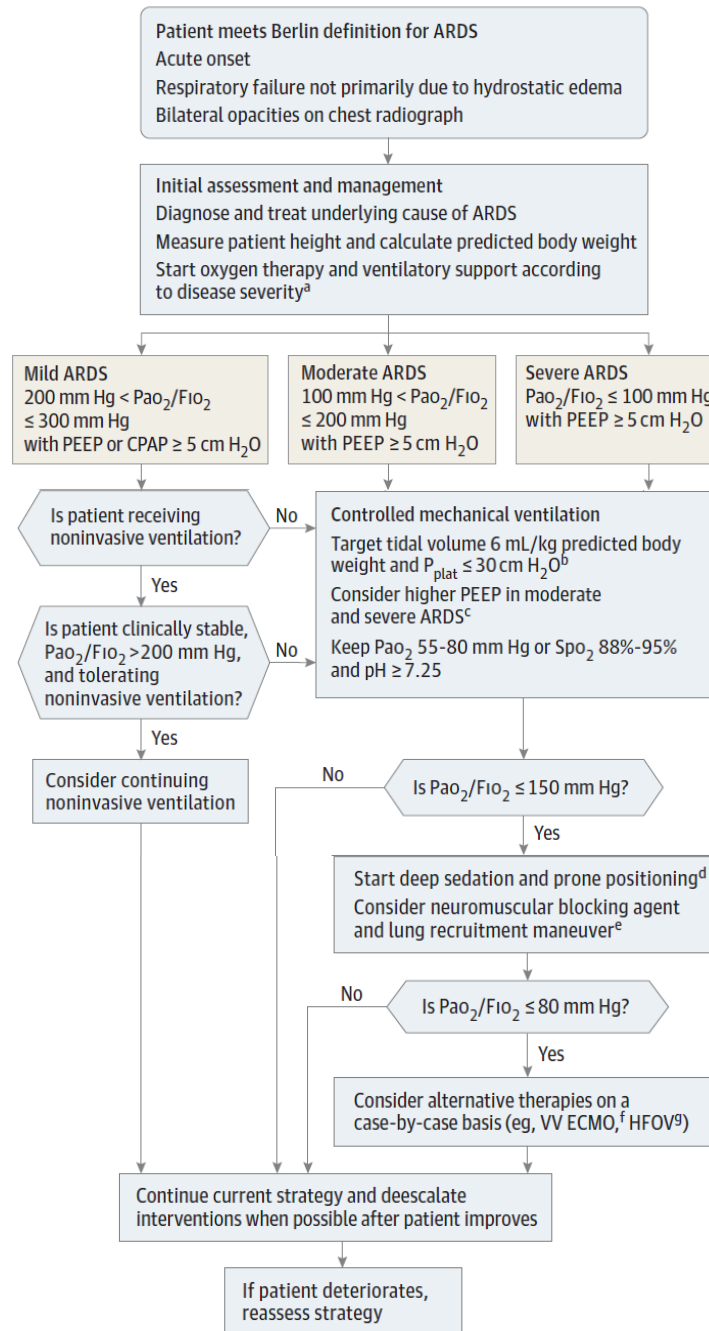 Patient meets Berlin definition for ARDS
Acute onset
Respiratory failure not primarily due to hydrostatic edema
Bilateral opacities on chest radiograph
Initial assessment and management
Diagnose and treat underlying cause of ARDS
Measure patient height and calculate predicted body weight
Start oxygen therapy and ventilatory support according
to disease severityᵃ
Mild ARDS
200 mm Hg < PaO₂/FIO₂
≤ 300 mm Hg
with PEEP or CPAP ≥ 5 cm H₂O
Moderate ARDS
100 mm Hg < PaO₂/FIO₂
≤ 200 mm Hg
with PEEP ≥ 5 cm H₂O
Severe ARDS
PaO₂/FIO₂ ≤ 100 mm Hg
with PEEP ≥ 5 cm H₂O
Is patient receiving
noninvasive ventilation?
No
Yes
Is patient clinically stable,
PaO₂/FIO₂ >200 mm Hg,
and tolerating
noninvasive ventilation?
No
Yes
Consider continuing
noninvasive ventilation
Controlled mechanical ventilation
Target tidal volume 6 mL/kg predicted body
weight and Pplat ≤ 30 cm H₂Oᵇ
Consider higher PEEP in moderate
and severe ARDSᶜ
Keep PaO₂ 55-80 mm Hg or SpO₂ 88%-95%
and pH ≥ 7.25
No
Is PaO₂/FIO₂ ≤ 150 mm Hg?
Yes
Start deep sedation and prone positioningᵈ
Consider neuromuscular blocking agent
and lung recruitment maneuverᵉ
No
Is PaO₂/FIO₂ ≤ 80 mm Hg?
Yes
Consider alternative therapies on a
case-by-case basis (eg, VV ECMO,ᶠ HFOVᵍ)
Continue current strategy and deescalate
interventions when possible after patient improves
If patient deteriorates,
reassess strategy